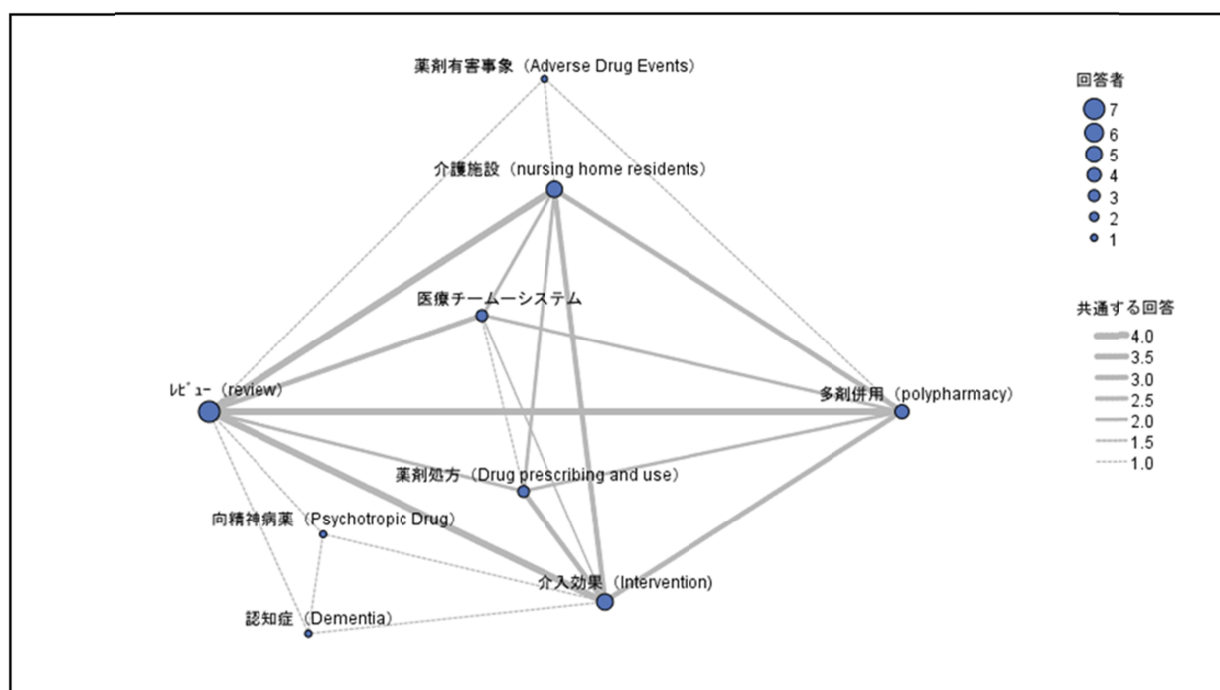 薬剤有害事象（Adverse Drug Events）
介護施設（nursing home residents）
医療チームーシステム
ﾚﾋﾞｭｰ（review）
多剤併用（polypharmacy）
薬剤処方（Drug prescribing and use）
向精神病薬（Psychotropic Drug）
介入効果（Intervention）
認知症（Dementia）
回答者
7
6
5
4
3
2
1
共通する回答
4.0
3.5
3.0
2.5
2.0
1.5
1.0